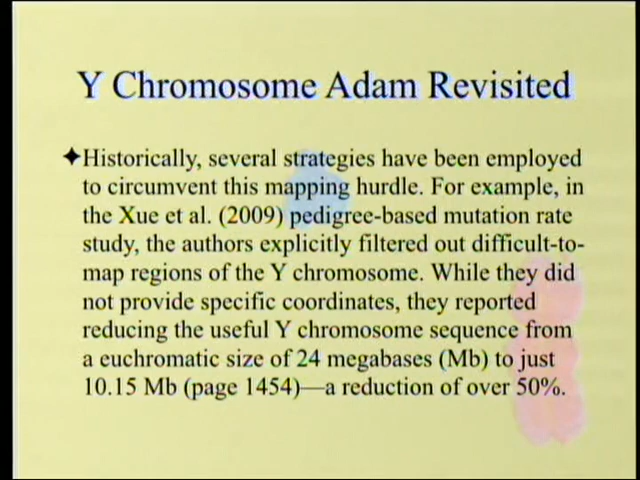 Y Chromosome Adam Revisited
✦Historically, several strategies have been employed
to circumvent this mapping hurdle. For example, in
the Xue et al. (2009) pedigree-based mutation rate
study, the authors explicitly filtered out difficult-to-
map regions of the Y chromosome. While they did
not provide specific coordinates, they reported
reducing the useful Y chromosome sequence from
a euchromatic size of 24 megabases (Mb) to just
10.15 Mb (page 1454)—a reduction of over 50%.